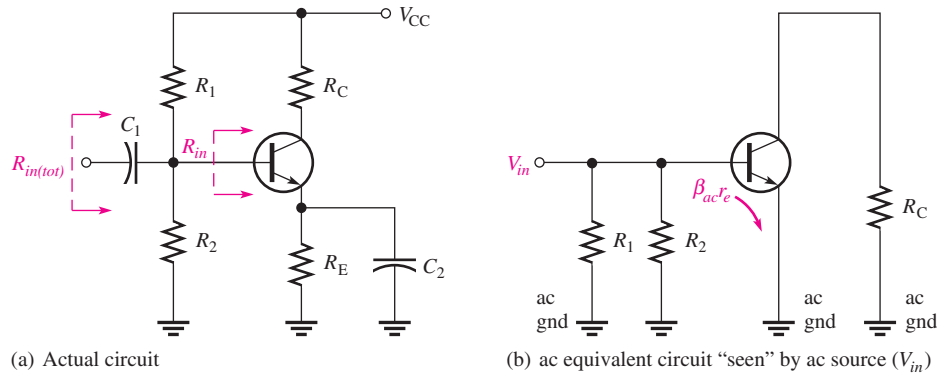 V_CC
R_1
R_C
C_1
R_in
R_in(tot)
R_2
R_E
C_2
(a) Actual circuit
V_in
β_ac r_e
R_1
R_2
R_C
ac gnd
ac gnd
ac gnd
(b) ac equivalent circuit “seen” by ac source (V_in)